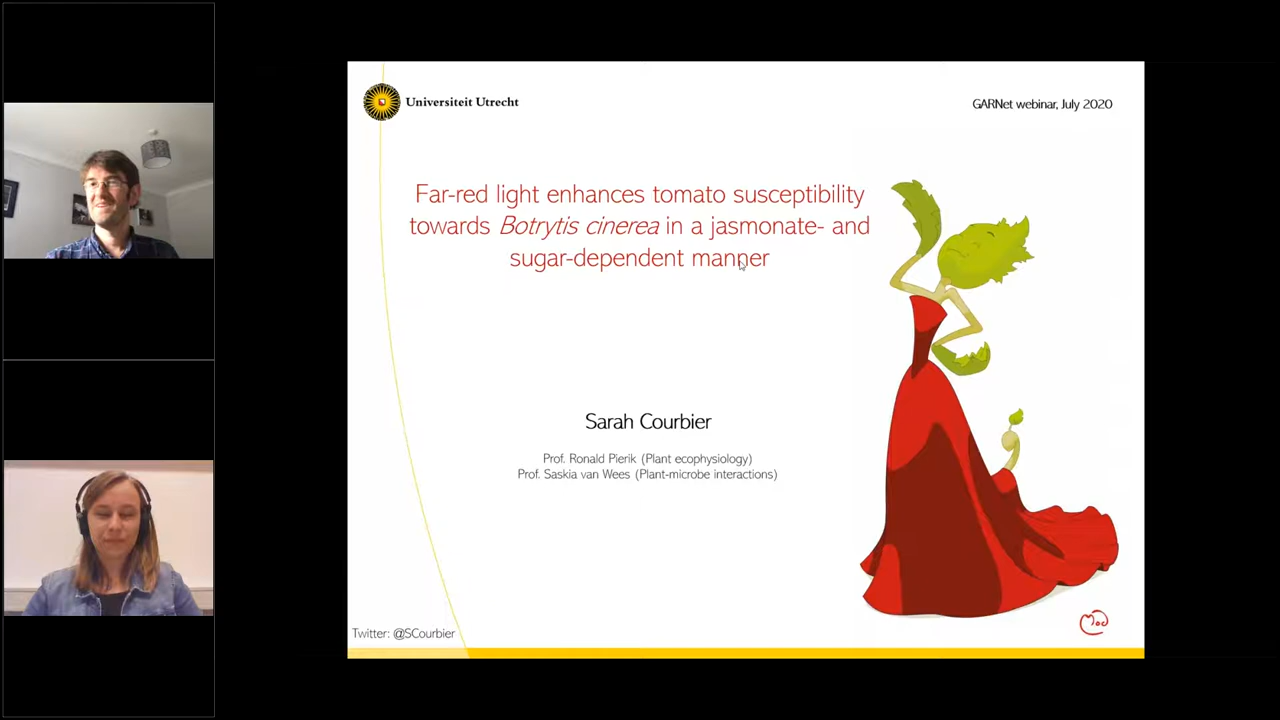 Universiteit Utrecht
GARNet webinar, July 2020
Far-red light enhances tomato susceptibility
towards Botrytis cinerea in a jasmonate- and
sugar-dependent manner
Sarah Courbier
Prof. Ronald Pierik (Plant ecophysiology)
Prof. Saskia van Wees (Plant-microbe interactions)
Twitter: @SCourbier